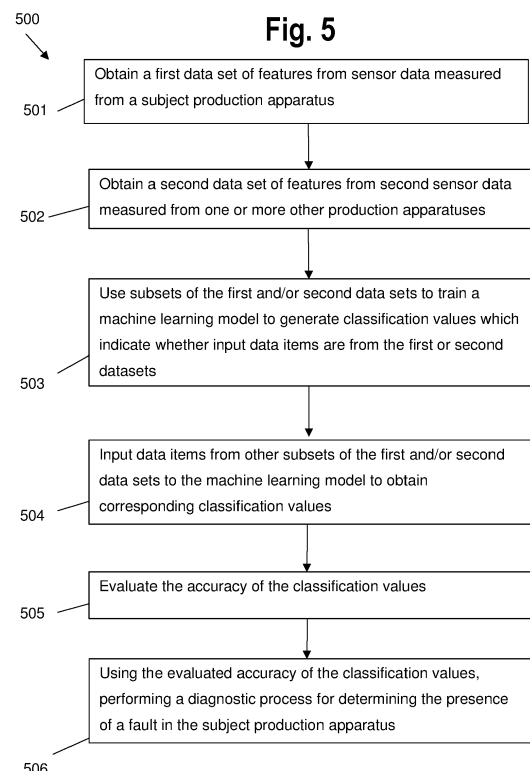 500
Fig. 5
Obtain a first data set of features from sensor data measured
from a subject production apparatus
501
Obtain a second data set of features from second sensor data
measured from one or more other production apparatuses
502
Use subsets of the first and/or second data sets to train a
machine learning model to generate classification values which
indicate whether input data items are from the first or second
datasets
503
Input data items from other subsets of the first and/or second
data sets to the machine learning model to obtain
corresponding classification values
504
Evaluate the accuracy of the classification values
505
Using the evaluated accuracy of the classification values,
performing a diagnostic process for determining the presence
of a fault in the subject production apparatus
506